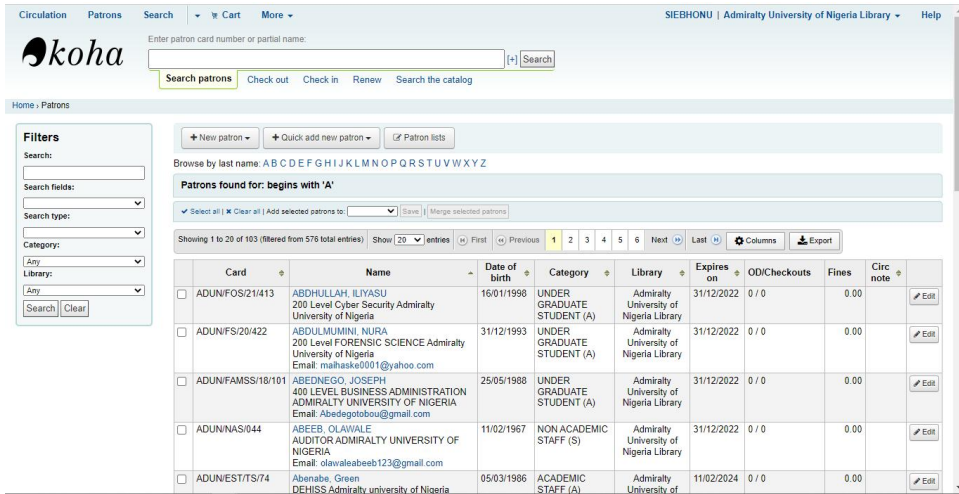 Circulation Patrons Search Cart More SIEBHONU | Admiralty University of Nigeria Library Help
koha
Enter patron card number or partial name:
[+] Search
Search patrons Check out Check in Renew Search the catalog
Home › Patrons
Filters
Search:
Search fields:
Search type:
Category:
Any
Library:
Any
Search Clear
+ New patron + Quick add new patron Patron lists
Browse by last name: A B C D E F G H I J K L M N O P Q R S T U V W X Y Z
Patrons found for: begins with 'A'
Select all | Clear all | Add selected patrons to: Save | Merge selected patrons
Showing 1 to 20 of 103 (filtered from 576 total entries) Show 20 entries First Previous 1 2 3 4 5 6 Next Last Columns Export
Card Name Date of birth Category Library Expires on OD/Checkouts Fines Circ note
ADUN/FOS/21/413 ABDHULLAH, ILIYASU 16/01/1998 UNDER Admiralty 31/12/2022 0 / 0 0.00 Edit
200 Level Cyber Security Admiralty GRADUATE University of
University of Nigeria STUDENT (A) Nigeria Library
ADUN/FS/20/422 ABDULMUMINI, NURA 31/12/1993 UNDER Admiralty 31/12/2022 0 / 0 0.00 Edit
200 Level FORENSIC SCIENCE Admiralty GRADUATE University of
University of Nigeria STUDENT (A) Nigeria Library
Email: maihaske0001@yahoo.com
ADUN/FAMSS/18/101 ABEDNEGO, JOSEPH 25/05/1988 UNDER Admiralty 31/12/2022 0 / 0 0.00 Edit
400 LEVEL BUSINESS ADMINISTRATION GRADUATE University of
ADMIRALTY UNIVERSITY OF NIGERIA STUDENT (A) Nigeria Library
Email: Abedegotobou@gmail.com
ADUN/NAS/044 ABEEB, OLAWALE 11/02/1967 NON ACADEMIC Admiralty 31/12/2022 0 / 0 0.00 Edit
AUDITOR ADMIRALTY UNIVERSITY OF STAFF (S) University of
NIGERIA Nigeria Library
Email: olawaleabeeb123@gmail.com
ADUN/EST/TS/74 Abenabe, Green 05/03/1986 ACADEMIC Admiralty 11/02/2024 0 / 0 0.00 Edit
DEHISS Admiralty university of Nigeria STAFF (A) University of